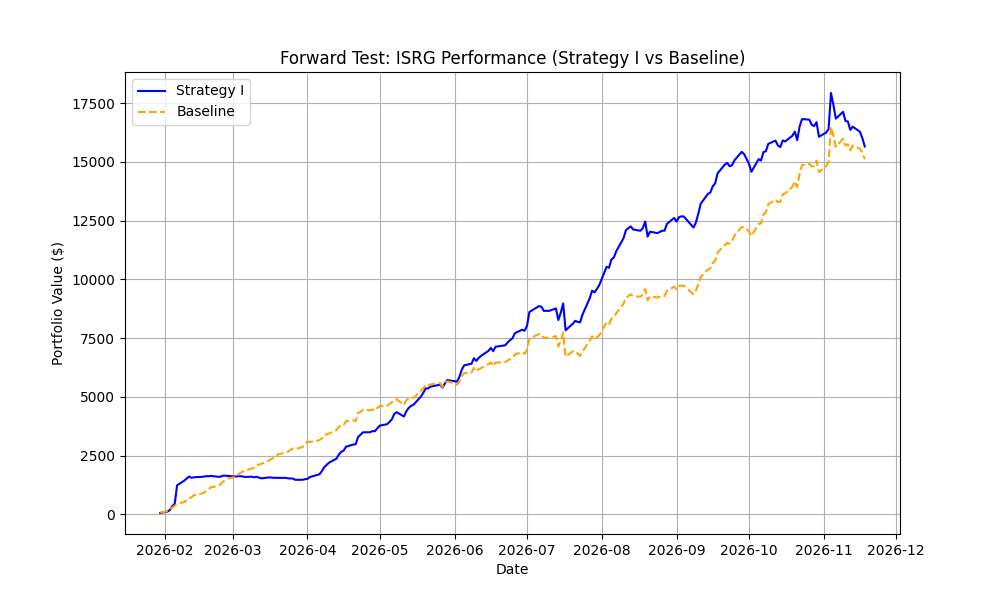 Forward Test: ISRG Performance (Strategy I vs Baseline)
Strategy I
Baseline
Portfolio Value ($)
17500
15000
12500
10000
7500
5000
2500
0
2026-02 2026-03 2026-04 2026-05 2026-06 2026-07 2026-08 2026-09 2026-10 2026-11 2026-12
Date